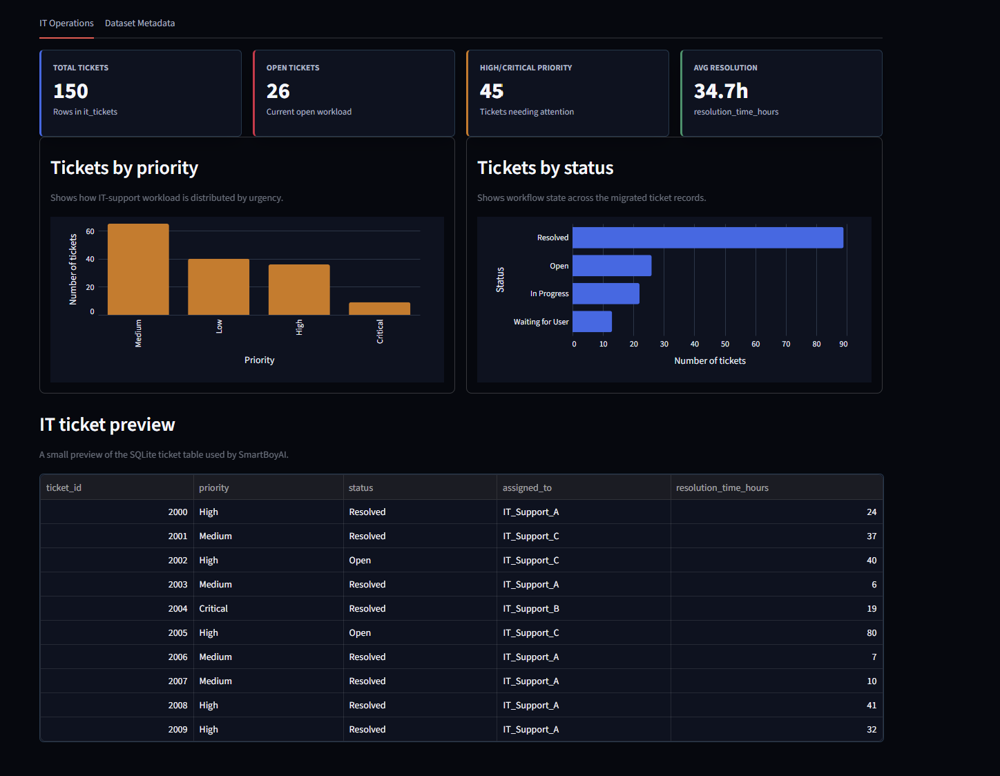 IT Operations Dataset Metadata
TOTAL TICKETS
150
Rows in it_tickets
OPEN TICKETS
26
Current open workload
HIGH/CRITICAL PRIORITY
45
Tickets needing attention
AVG RESOLUTION
34.7h
resolution_time_hours
Tickets by priority
Shows how IT-support workload is distributed by urgency.
Number of tickets
60
40
20
0
Medium
Low
High
Critical
Priority
Tickets by status
Shows workflow state across the migrated ticket records.
Status
Resolved
Open
In Progress
Waiting for User
0 10 20 30 40 50 60 70 80 90
Number of tickets
IT ticket preview
A small preview of the SQLite ticket table used by SmartBoyAI.
ticket_id priority status assigned_to resolution_time_hours
2000 High Resolved IT_Support_A 24
2001 Medium Resolved IT_Support_C 37
2002 High Open IT_Support_C 40
2003 Medium Resolved IT_Support_A 6
2004 Critical Resolved IT_Support_B 19
2005 High Open IT_Support_C 80
2006 Medium Resolved IT_Support_A 7
2007 Medium Resolved IT_Support_A 10
2008 High Resolved IT_Support_A 41
2009 High Resolved IT_Support_A 32